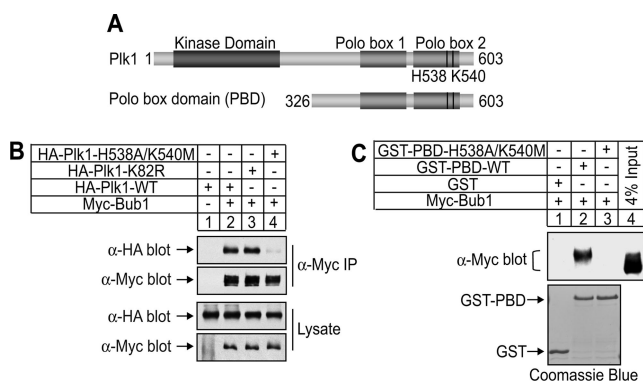 A
Kinase Domain
Polo box 1
Polo box 2
Plk1 1
603
H538 K540
Polo box domain (PBD)
326
603
B
HA-Plk1-H538A/K540M - - - +
HA-Plk1-K82R - - + -
HA-Plk1-WT + + - -
Myc-Bub1 - + + +
1 2 3 4
α-HA blot
α-Myc blot
α-Myc IP
α-HA blot
α-Myc blot
Lysate
C
GST-PBD-H538A/K540M - - +
GST-PBD-WT - + -
GST + - -
Myc-Bub1 + + +
4% Input
1 2 3 4
α-Myc blot
GST-PBD
GST
Coomassie Blue